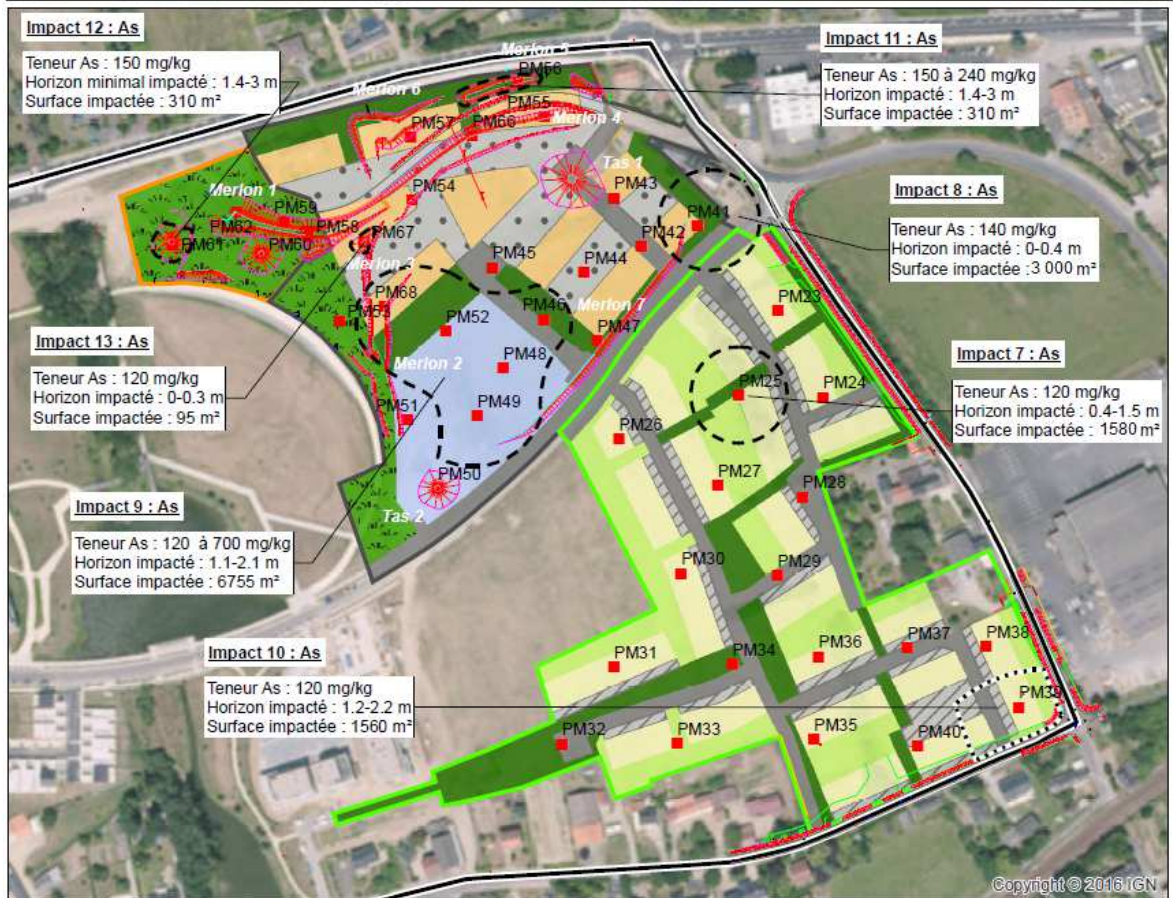 Impact 12 : As
Teneur As : 150 mg/kg
Horizon minimal impacté : 1.4-3 m
Surface impactée : 310 m²
Impact 11 : As
Teneur As : 150 à 240 mg/kg
Horizon impacté : 1.4-3 m
Surface impactée : 310 m²
Merlon 5
PM56
Merlon 6
PM55
PM57
PM66
Merlon 4
Tas 1
Impact 8 : As
Teneur As : 140 mg/kg
Horizon impacté : 0-0.4 m
Surface impactée : 3 000 m²
Merlon 1
PM54
PM43
PM59
PM62
PM58
PM41
PM61
PM60
PM67
PM42
Merlon 3
PM45
PM44
PM68
Merlon 7
PM53
PM52
PM46
PM47
PM23
Impact 13 : As
Teneur As : 120 mg/kg
Horizon impacté : 0-0.3 m
Surface impactée : 95 m²
Merlon 2
PM48
PM25
PM24
Impact 7 : As
Teneur As : 120 mg/kg
Horizon impacté : 0.4-1.5 m
Surface impactée : 1580 m²
PM51
PM49
PM26
PM50
PM27
PM28
Tas 2
Impact 9 : As
Teneur As : 120 à 700 mg/kg
Horizon impacté : 1.1-2.1 m
Surface impactée : 6755 m²
PM30
PM29
Impact 10 : As
Teneur As : 120 mg/kg
Horizon impacté : 1.2-2.2 m
Surface impactée : 1560 m²
PM31
PM34
PM36
PM37
PM38
PM39
PM32
PM33
PM35
PM40
Copyright © 2016 IGN